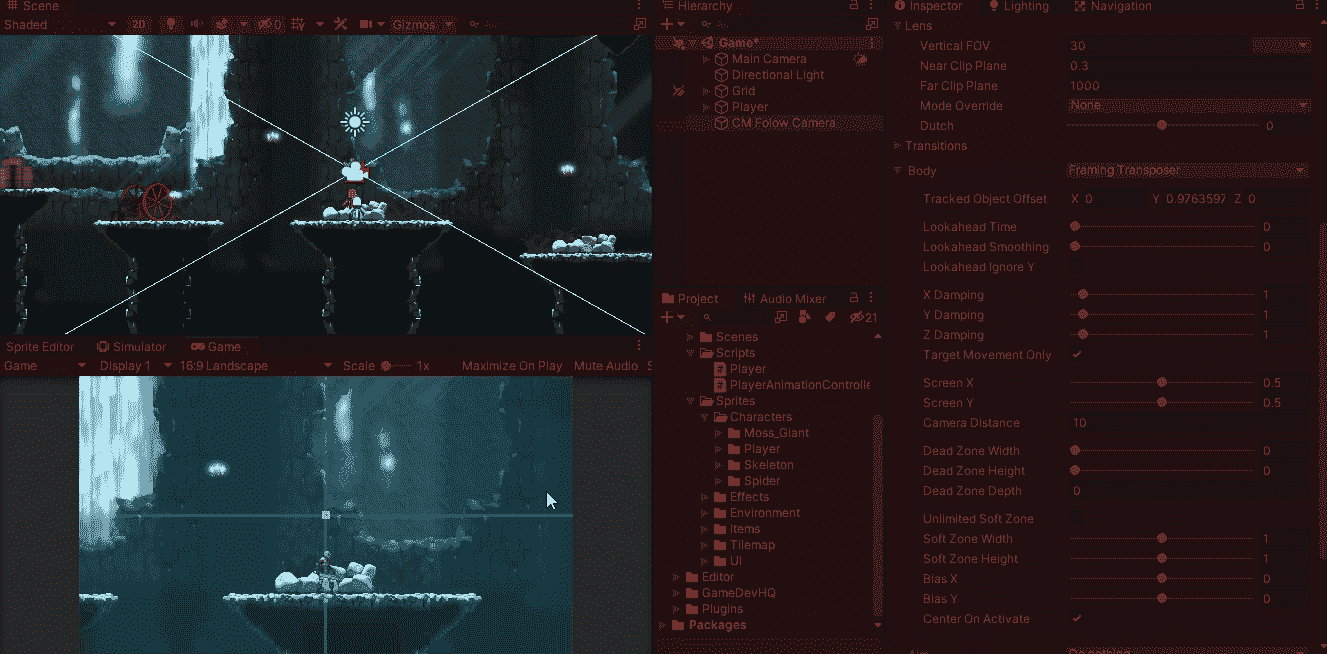 Scene
Shaded 2D 0 Gizmos
Sprite Editor Simulator Game
Game Display 1 16:9 Landscape Scale 1x Maximize On Play Mute Audio S
Hierarchy
Game*
Main Camera
Directional Light
Grid
Player
CM Folow Camera
Project Audio Mixer
21
Scenes
Scripts
Player
PlayerAnimationControlle
Sprites
Characters
Moss_Giant
Player
Skeleton
Spider
Effects
Environment
Items
Tilemap
UI
Editor
GameDevHQ
Plugins
Packages
Inspector Lighting Navigation
Lens
Vertical FOV 30
Near Clip Plane 0.3
Far Clip Plane 1000
Mode Override None
Dutch 0
Transitions
Body Framing Transposer
Tracked Object Offset X 0 Y 0.9763597 Z 0
Lookahead Time 0
Lookahead Smoothing 0
Lookahead Ignore Y
X Damping 1
Y Damping 1
Z Damping 1
Target Movement Only
Screen X 0.5
Screen Y 0.5
Camera Distance 10
Dead Zone Width 0
Dead Zone Height 0
Dead Zone Depth 0
Unlimited Soft Zone
Soft Zone Width 1
Soft Zone Height 1
Bias X 0
Bias Y 0
Center On Activate